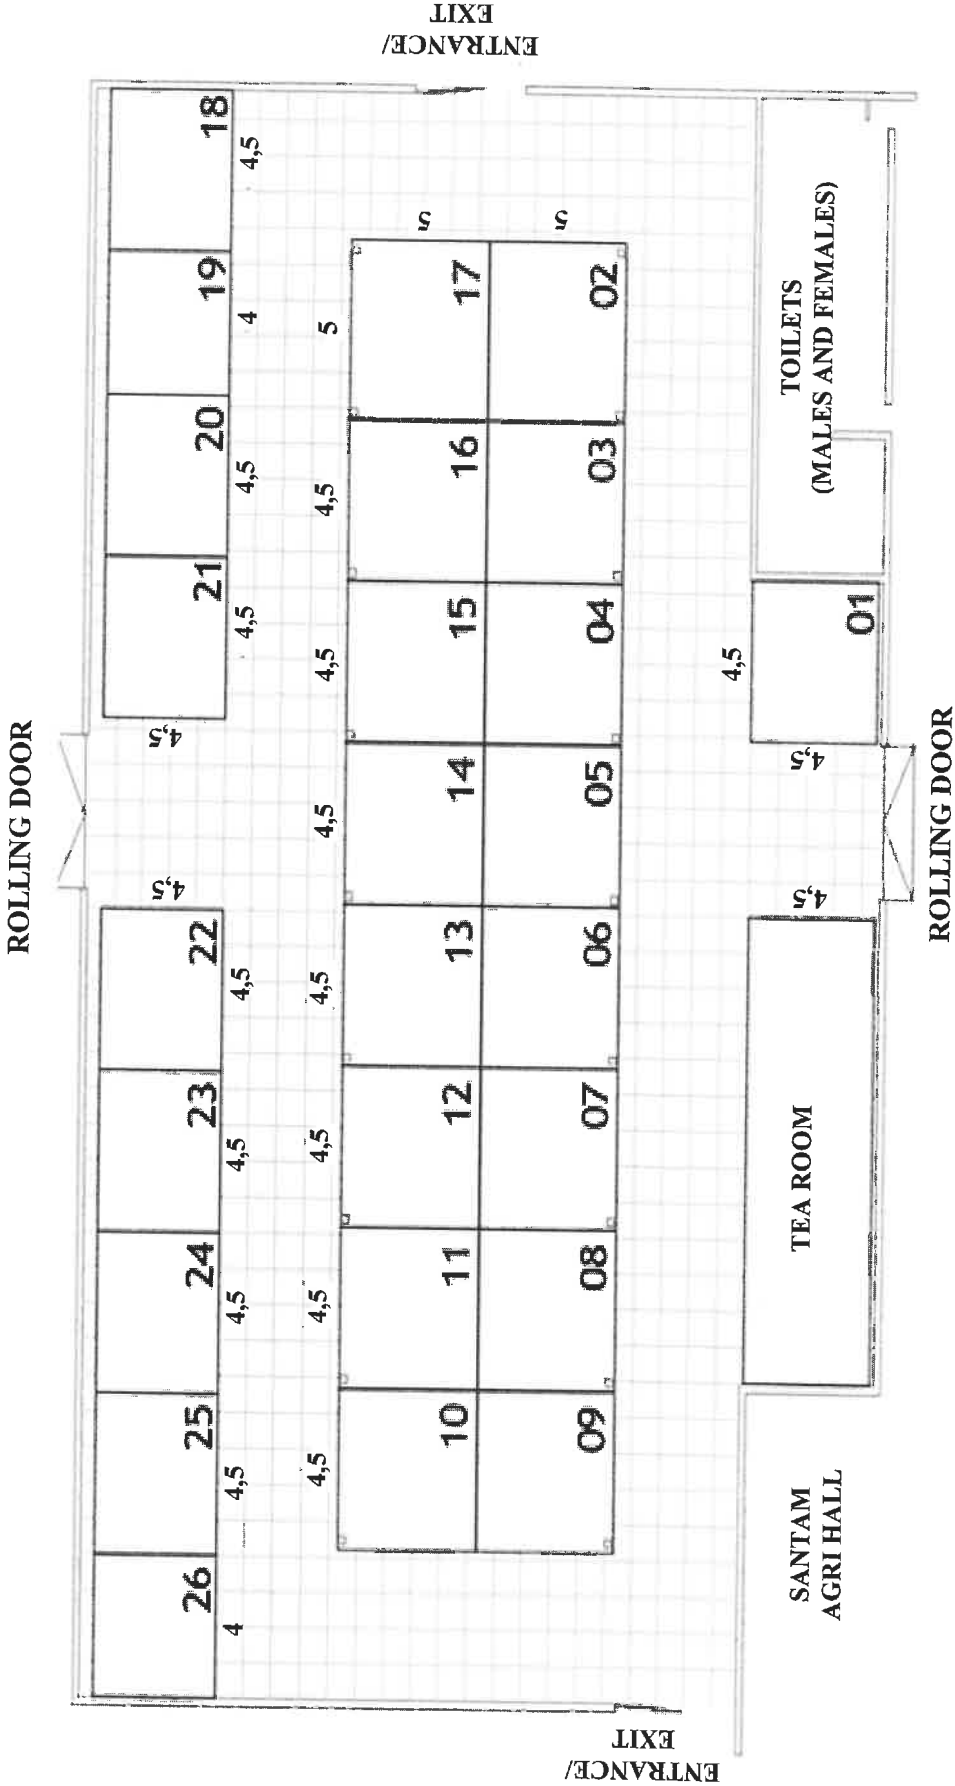 ROLLING DOOR
4,5
4,5
26 25 24 23 22 21 20 19 18
4 4,5 4,5 4,5 4,5 4,5 4,5 4 4,5
4,5 4,5 4,5 4,5 4,5 4,5 4,5 5
10 11 12 13 14 15 16 17
5
09 08 07 06 05 04 03 02
5
ENTRANCE/
EXIT
ENTRANCE/
EXIT
4,5
4,5
4,5
01
TEA ROOM
TOILETS
(MALES AND FEMALES)
SANTAM
AGRI HALL
ROLLING DOOR